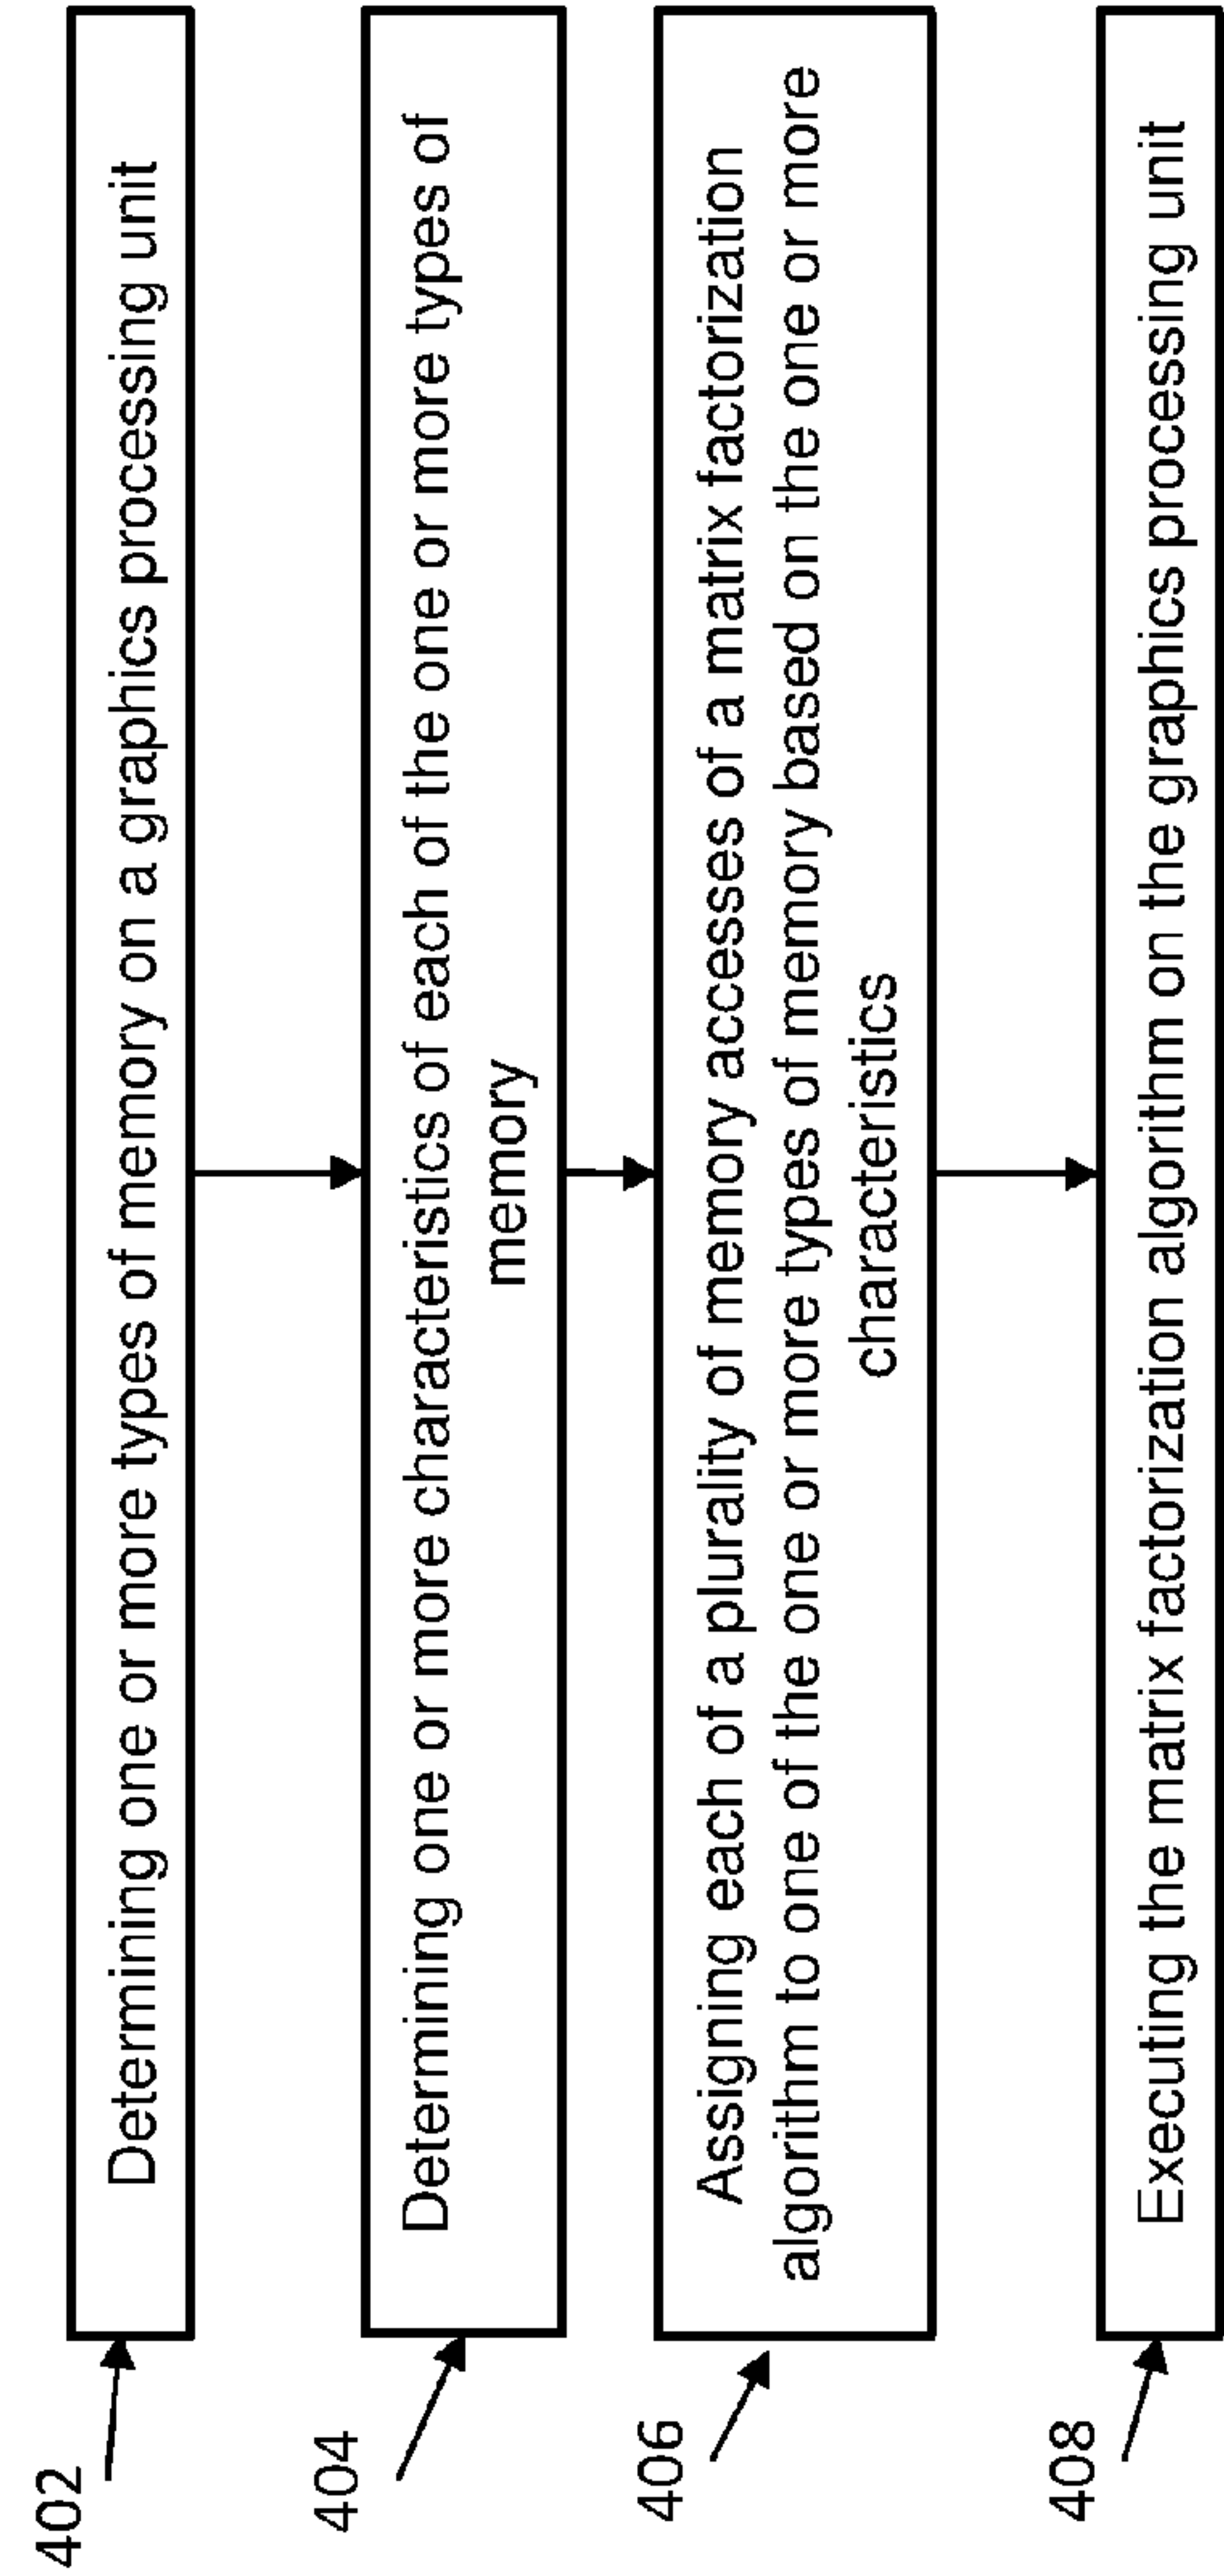 402
Determining one or more types of memory on a graphics processing unit
404
Determining one or more characteristics of each of the one or more types of
memory
406
Assigning each of a plurality of memory accesses of a matrix factorization
algorithm to one of the one or more types of memory based on the one or more
characteristics
408
Executing the matrix factorization algorithm on the graphics processing unit